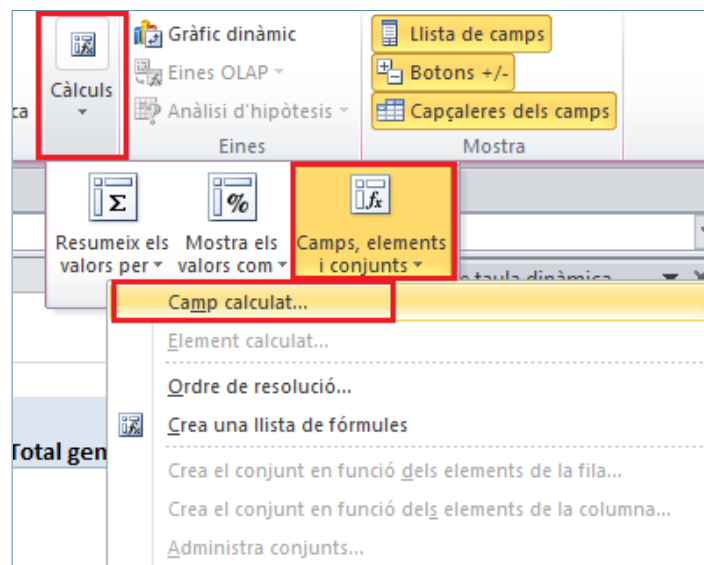 Gràfic dinàmic
Llista de camps
Eines OLAP
Botons +/-
Càlculs
ca
Anàlisi d'hipòtesis
Capçaleres dels camps
Eines
Mostra
Resumeix els
valors per
Mostra els
valors com
Camps, elements
i conjunts
taula dinàmica
Camp calculat...
Element calculat...
Ordre de resolució...
Crea una llista de fórmules
Total gen
Crea el conjunt en funció dels elements de la fila...
Crea el conjunt en funció dels elements de la columna...
Administra conjunts...